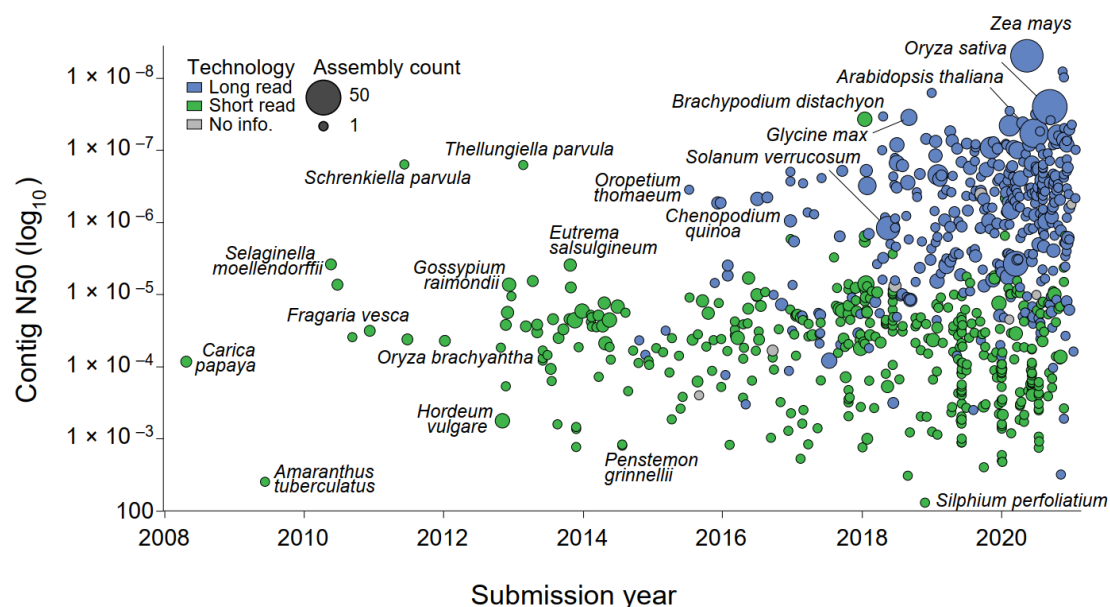 Zea mays
Oryza sativa
Arabidopsis thaliana
Technology
Long read
Short read
No info.
Assembly count
50
1
Brachypodium distachyon
Glycine max
Solanum verrucosum
Thellungiella parvula
Schrenkiella parvula
Oropetium
thomaeum
Chenopodium
quinoa
Eutrema
salsugineum
Selaginella
moellendorffii
Gossypium
raimondii
Fragaria vesca
Carica
papaya
Oryza brachyantha
Hordeum
vulgare
Penstemon
grinnellii
Amaranthus
tuberculatus
Silphium perfoliatum
Contig N50 (log₁₀)
1 × 10⁻⁸
1 × 10⁻⁷
1 × 10⁻⁶
1 × 10⁻⁵
1 × 10⁻⁴
1 × 10⁻³
100
2008 2010 2012 2014 2016 2018 2020
Submission year